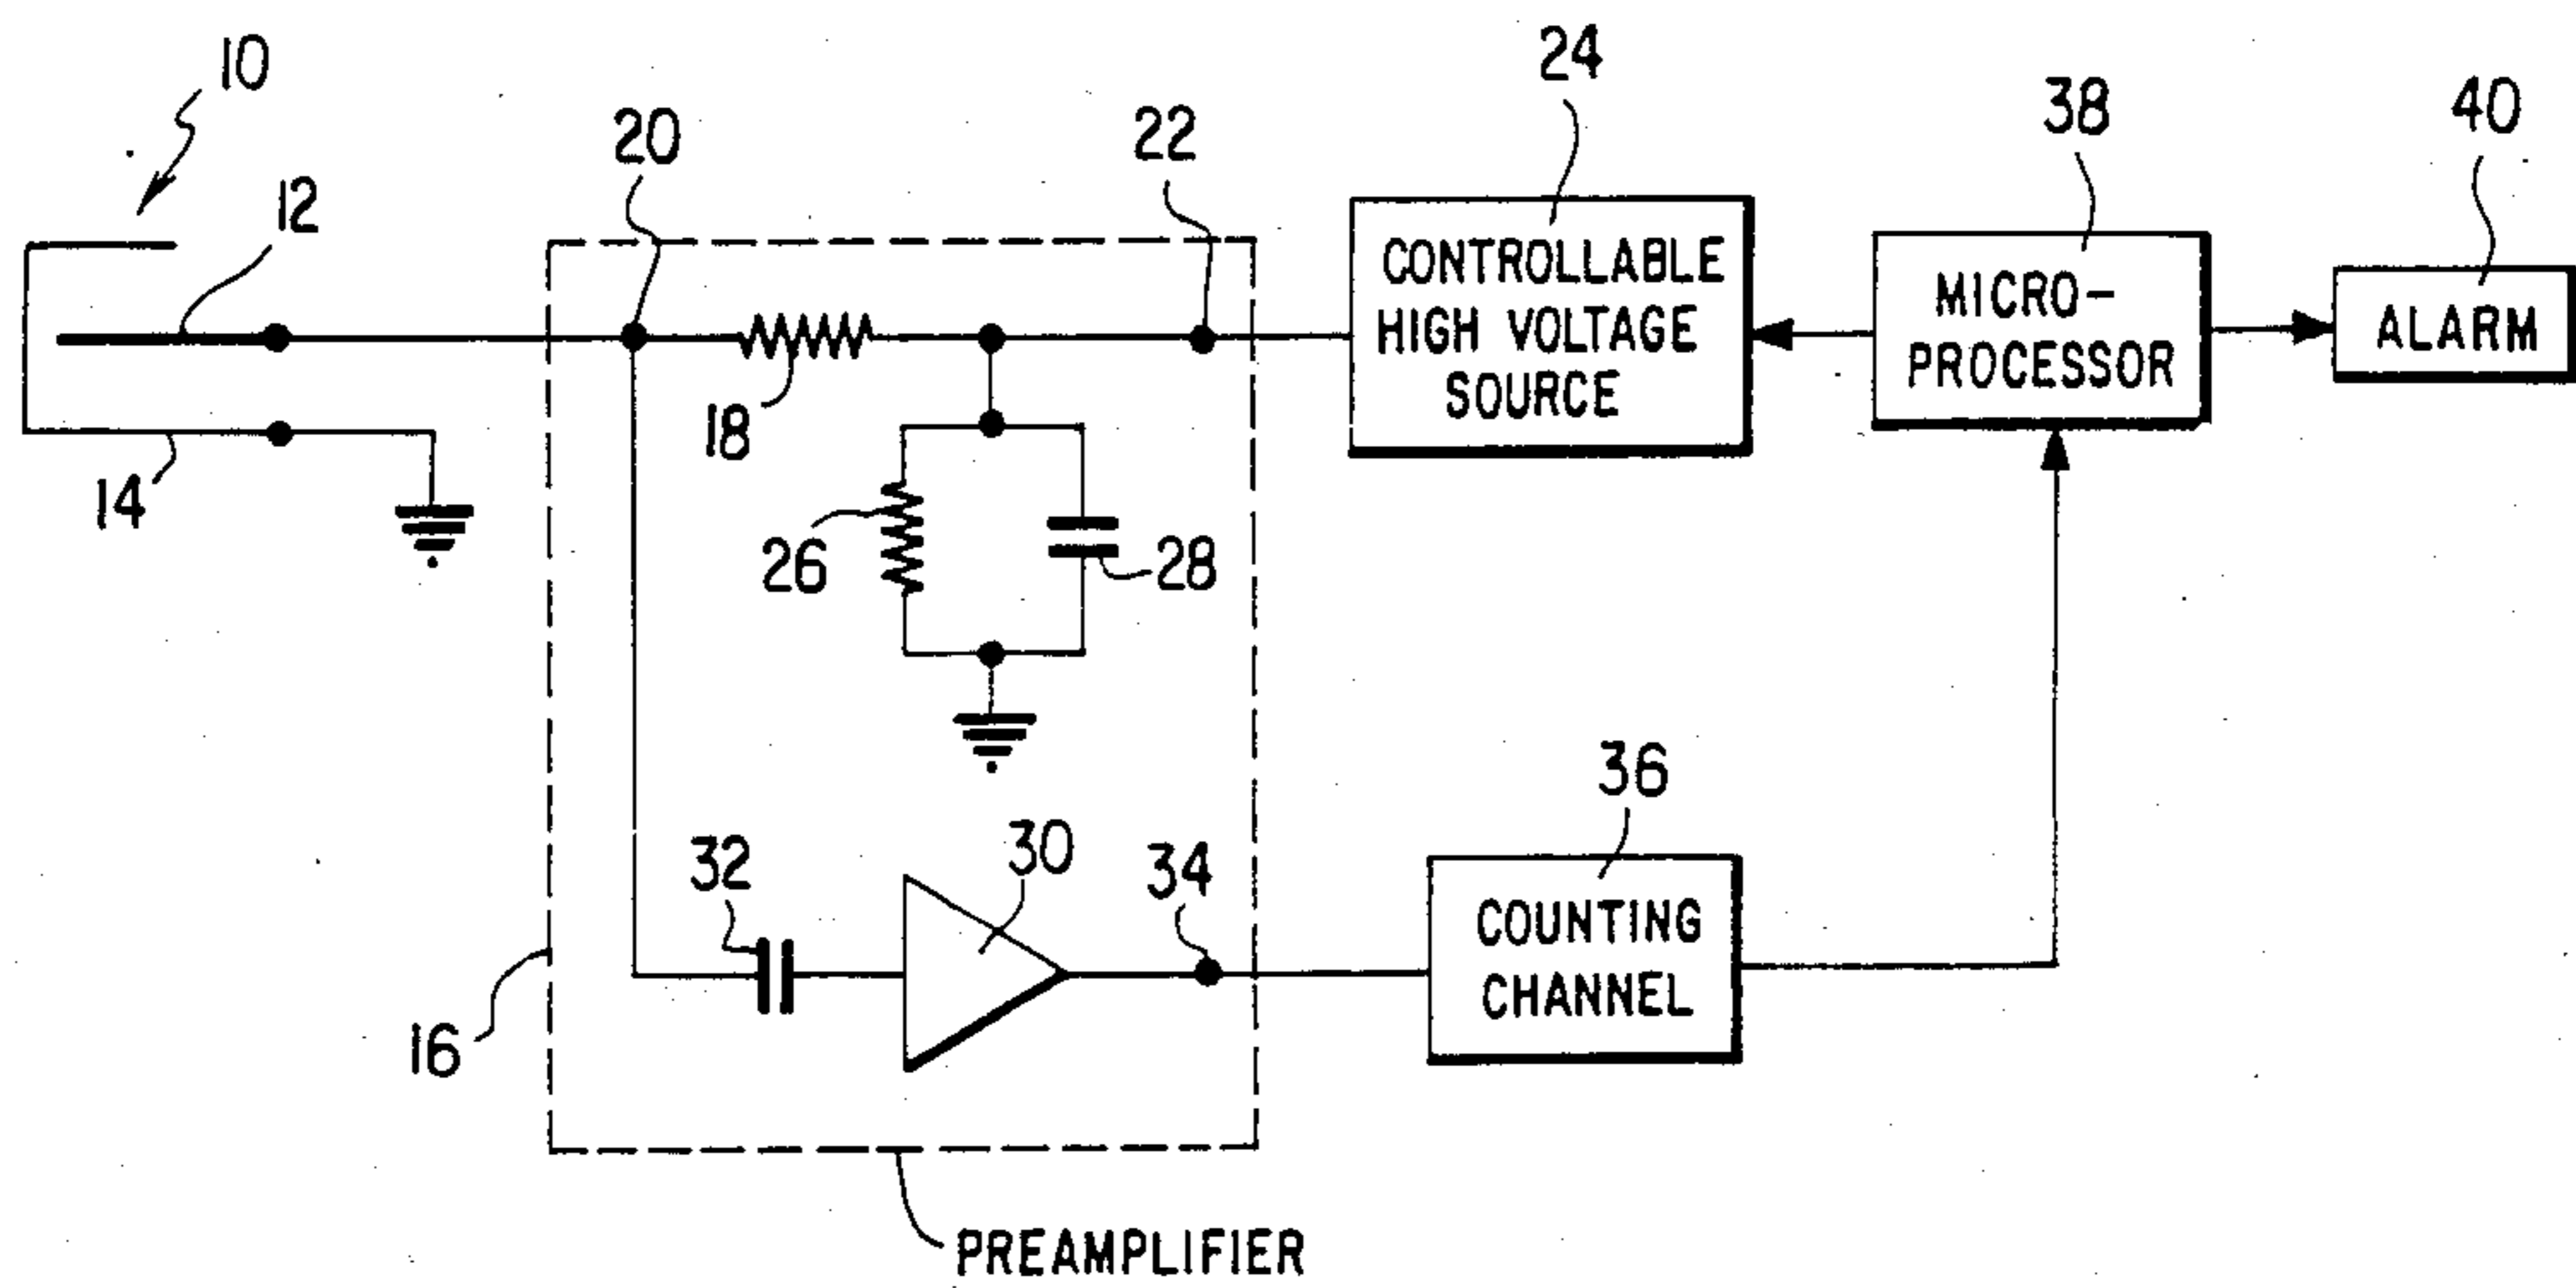 10
12
14
20
22
18
26
28
24
CONTROLLABLE
HIGH VOLTAGE
SOURCE
38
MICRO-
PROCESSOR
40
ALARM
32
30
34
36
COUNTING
CHANNEL
16
PREAMPLIFIER